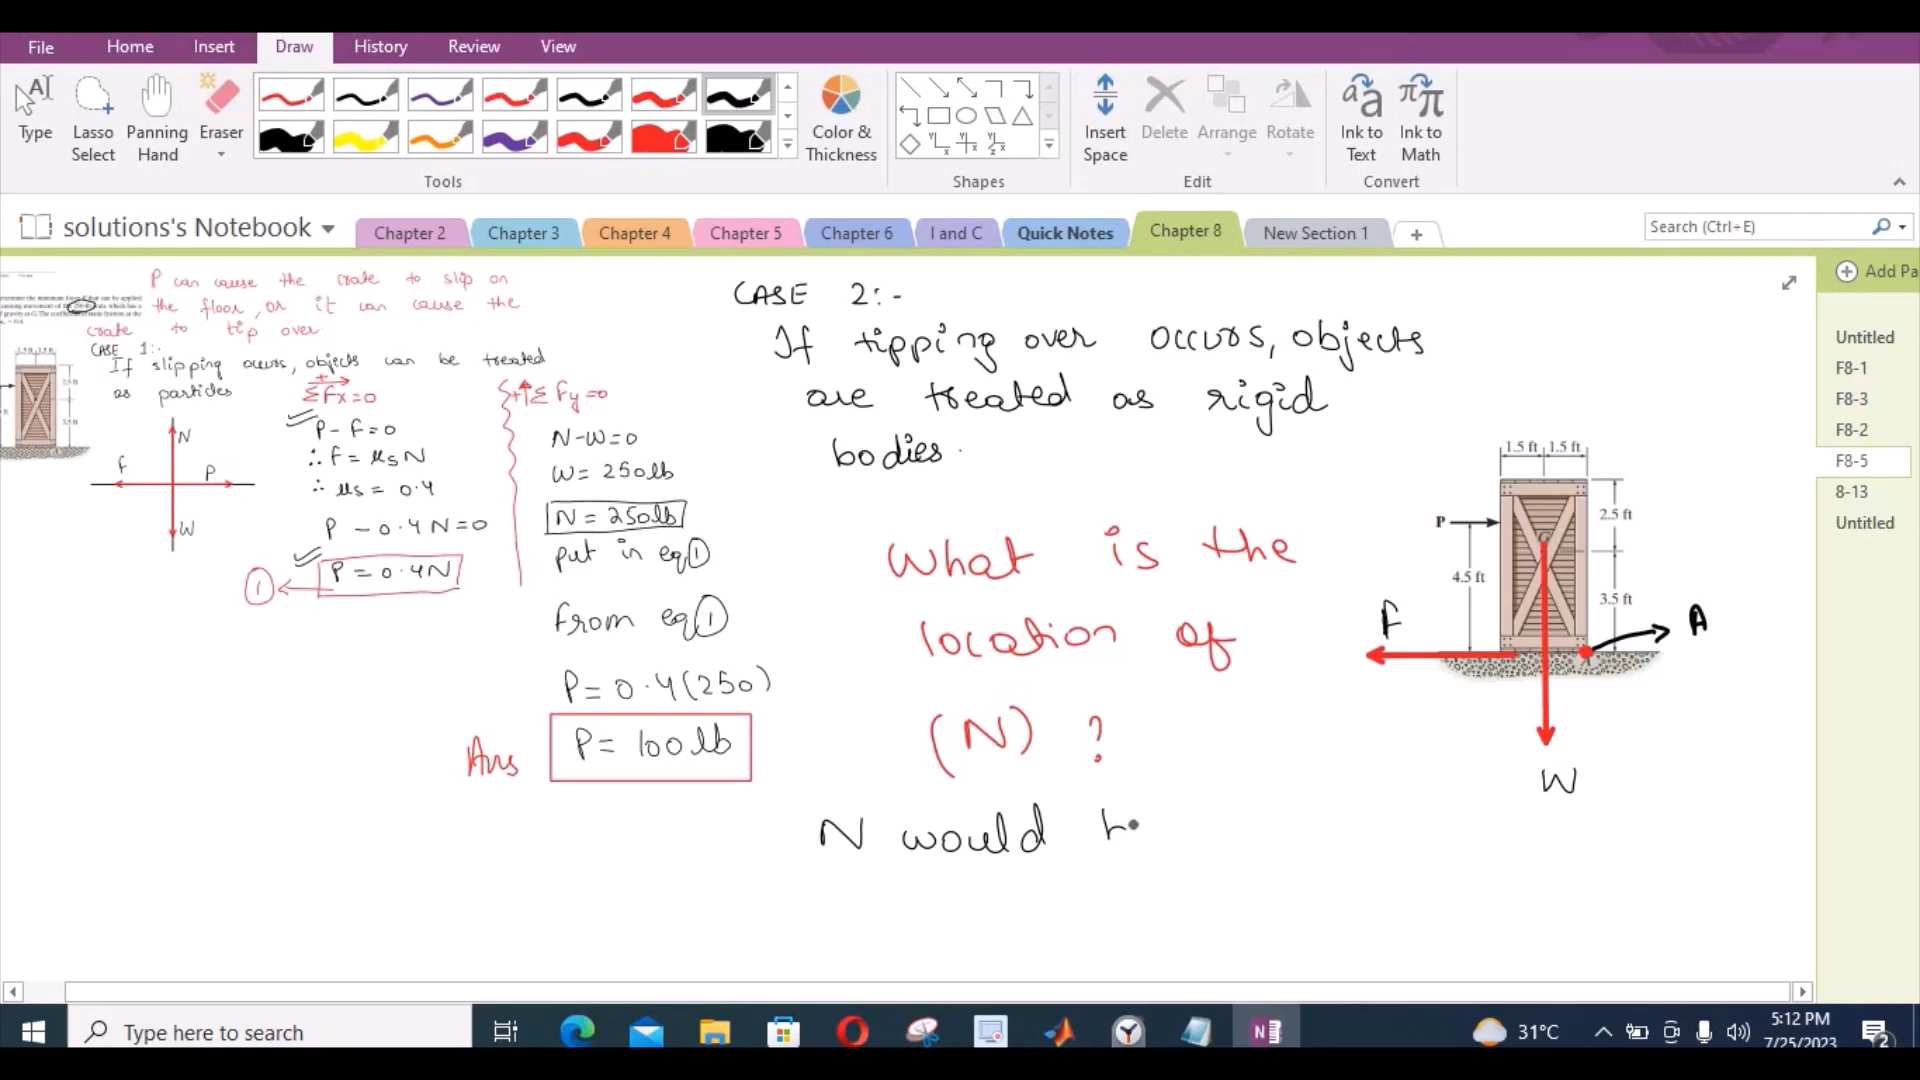 File Home Insert Draw History Review View
Type
Lasso Select
Panning Hand
Eraser
Color & Thickness
Insert Space
Delete
Arrange
Rotate
Ink to Text
Ink to Math
Tools
Shapes
Edit
Convert
solutions's Notebook
Chapter 2 Chapter 3 Chapter 4 Chapter 5 Chapter 6 I and C Quick Notes Chapter 8 New Section 1
Search (Ctrl+E)
Add Pa
Untitled
F8-1
F8-3
F8-2
F8-5
8-13
Untitled
P can cause the crate to slip on
the floor, or it can cause the
crate to tip over.
CASE 1:-
If slipping occurs, objects can be treated
as particles
N
f
P
W
ΣFx=0
P-f=0
∴ f = μsN
∴ μs = 0.4
P - 0.4N=0
P = 0.4N
1
+↑ΣFy=0
N-W=0
W= 250lb
N = 250lb
put in eq 1
From eq 1
P= 0.4(250)
P= 100lb
Ans
CASE 2:-
If tipping over occurs, objects
are treated as rigid
bodies.
What is the
location of
(N) ?
N would
1.5 ft 1.5 ft
2.5 ft
P
G
4.5 ft
3.5 ft
F
A
A
W
Type here to search
31°C
5:12 PM
7/25/2023
2